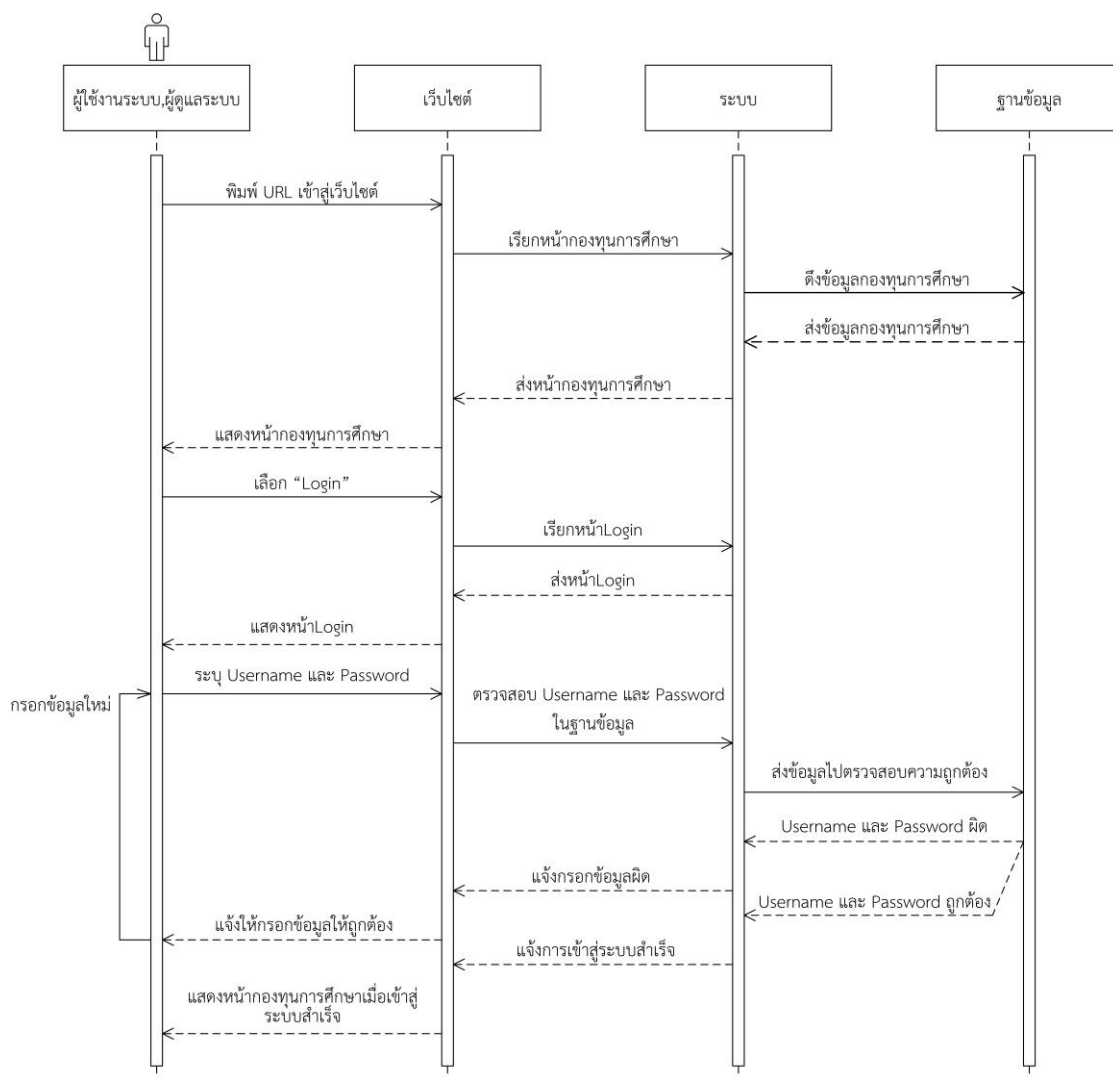 ผู้ใช้งานระบบ,ผู้ดูแลระบบ
เว็บไซต์
ระบบ
ฐานข้อมูล
พิมพ์ URL เข้าสู่เว็บไซต์
เรียกหน้ากองทุนการศึกษา
ดึงข้อมูลกองทุนการศึกษา
ส่งข้อมูลกองทุนการศึกษา
ส่งหน้ากองทุนการศึกษา
แสดงหน้ากองทุนการศึกษา
เลือก “Login”
เรียกหน้าLogin
ส่งหน้าLogin
แสดงหน้าLogin
ระบุ Username และ Password
กรอกข้อมูลใหม่
ตรวจสอบ Username และ Password
ในฐานข้อมูล
ส่งข้อมูลไปตรวจสอบความถูกต้อง
Username และ Password ผิด
แจ้งกรอกข้อมูลผิด
Username และ Password ถูกต้อง
แจ้งให้กรอกข้อมูลให้ถูกต้อง
แจ้งการเข้าสู่ระบบสำเร็จ
แสดงหน้ากองทุนการศึกษาเมื่อเข้าสู่
ระบบสำเร็จ